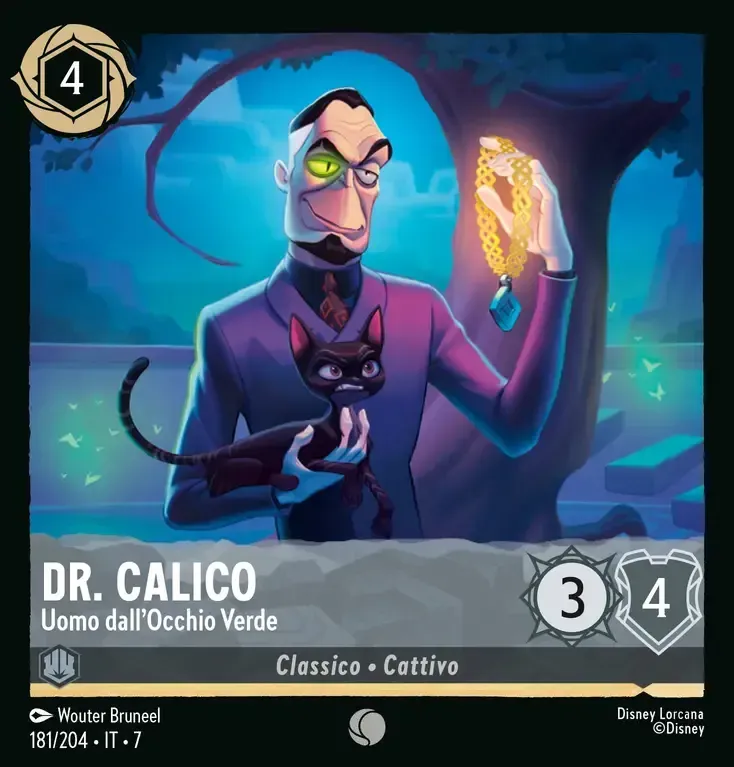 4
DR. CALICO
Uomo dall'Occhio Verde
3
4
Classico • Cattivo
Wouter Bruneel
181/204 • IT • 7
Disney Lorcana
©Disney